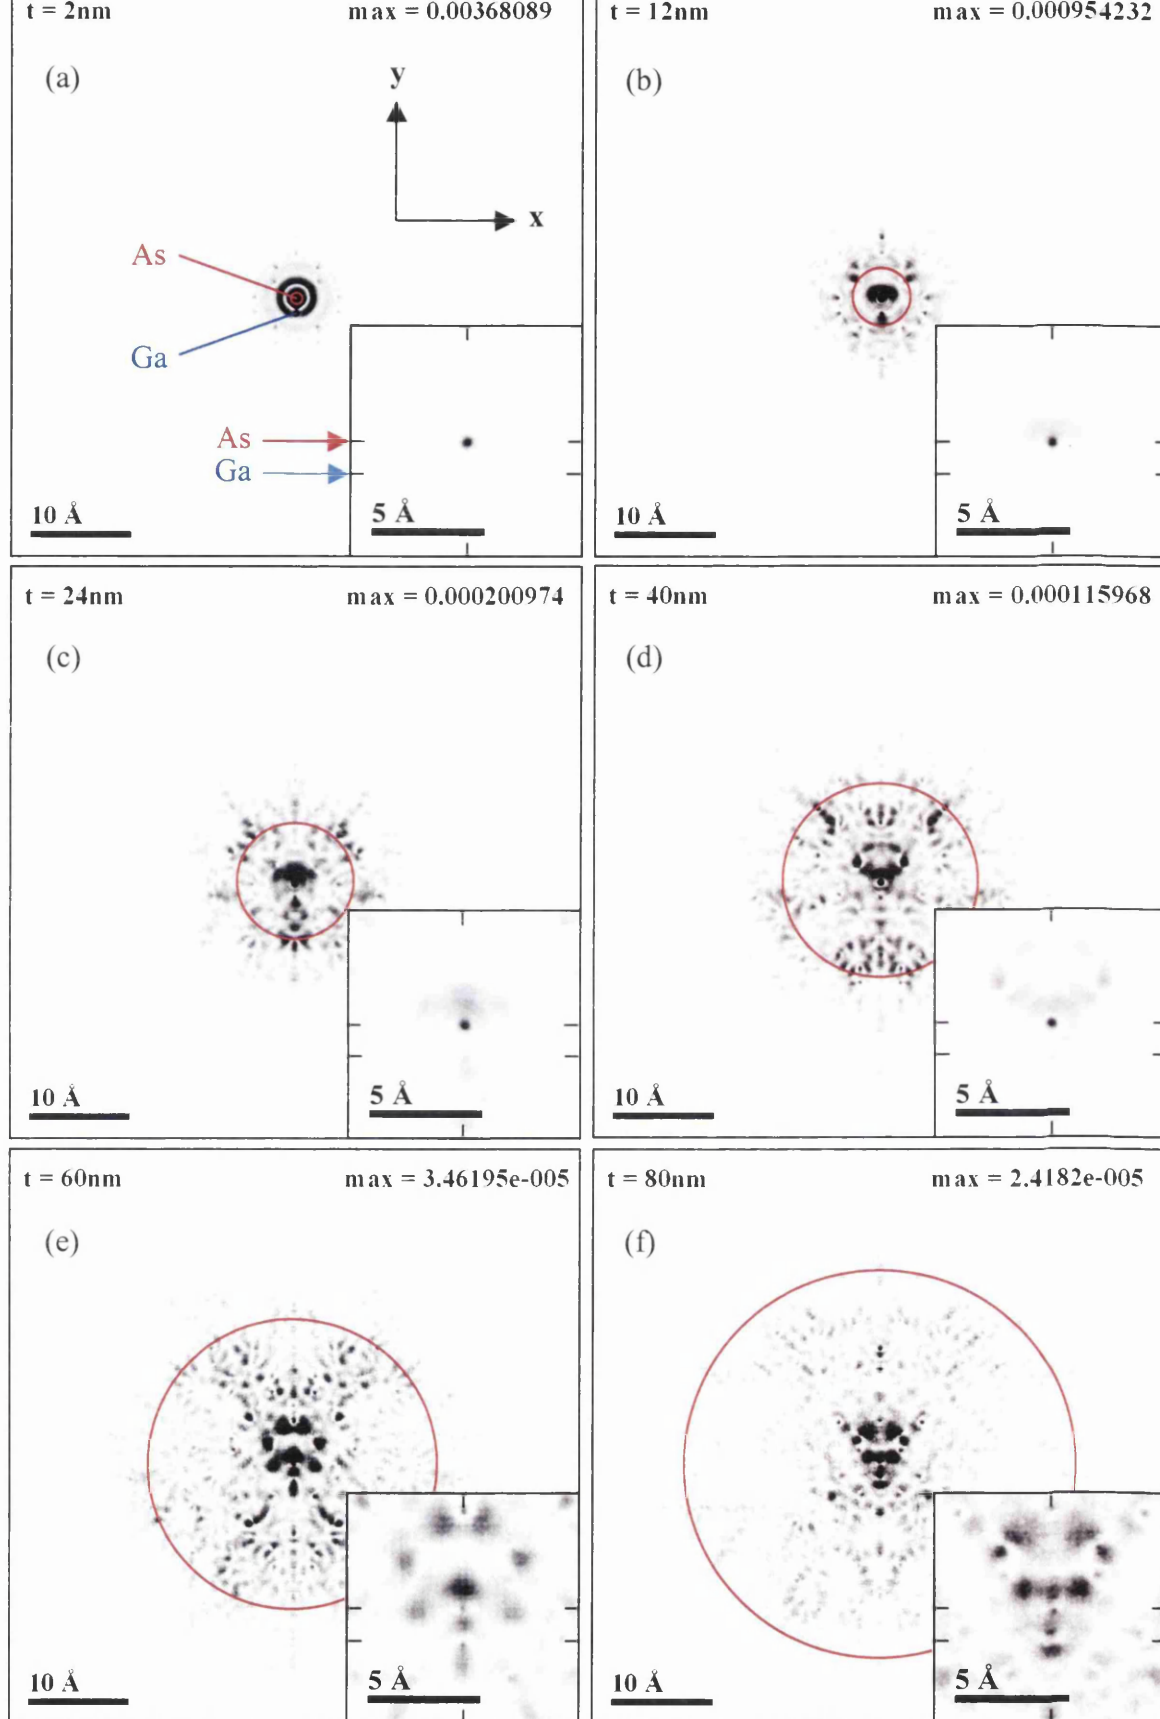 t = 2nm max = 0.00368089
(a)
y
x
As
Ga
As
Ga
10 Å
5 Å
t = 12nm max = 0.000954232
(b)
10 Å
5 Å
t = 24nm max = 0.000200974
(c)
10 Å
5 Å
t = 40nm max = 0.000115968
(d)
10 Å
5 Å
t = 60nm max = 3.46195e-005
(e)
10 Å
5 Å
t = 80nm max = 2.4182e-005
(f)
10 Å
5 Å